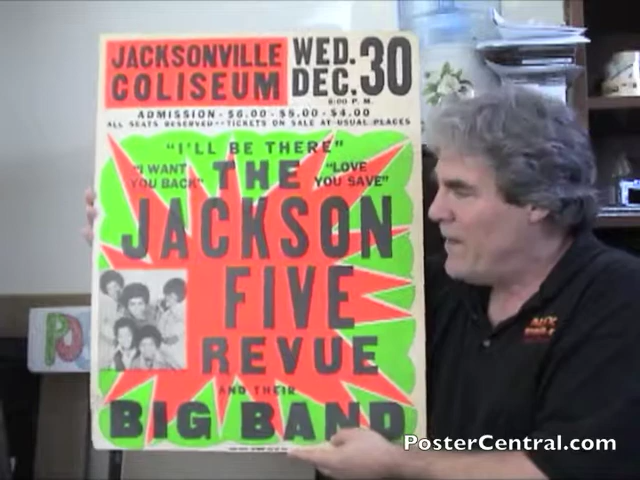 JACKSONVILLE
COLISEUM
WED.
DEC. 30
8:00 P. M.
ADMISSION - $6.00 - $5.00 - $4.00
ALL SEATS RESERVED--TICKETS ON SALE AT USUAL PLACES
"I'LL BE THERE"
"I WANT
YOU BACK"
THE
"LOVE
YOU SAVE"
JACKSON
FIVE
REVUE
AND THEIR
BIG BAND
PosterCentral.com